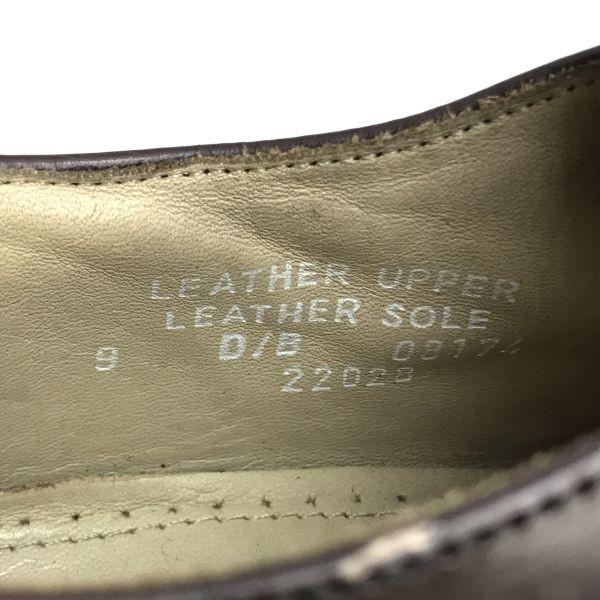 LEATHER UPPER
LEATHER SOLE
9 D/B 08174
22028